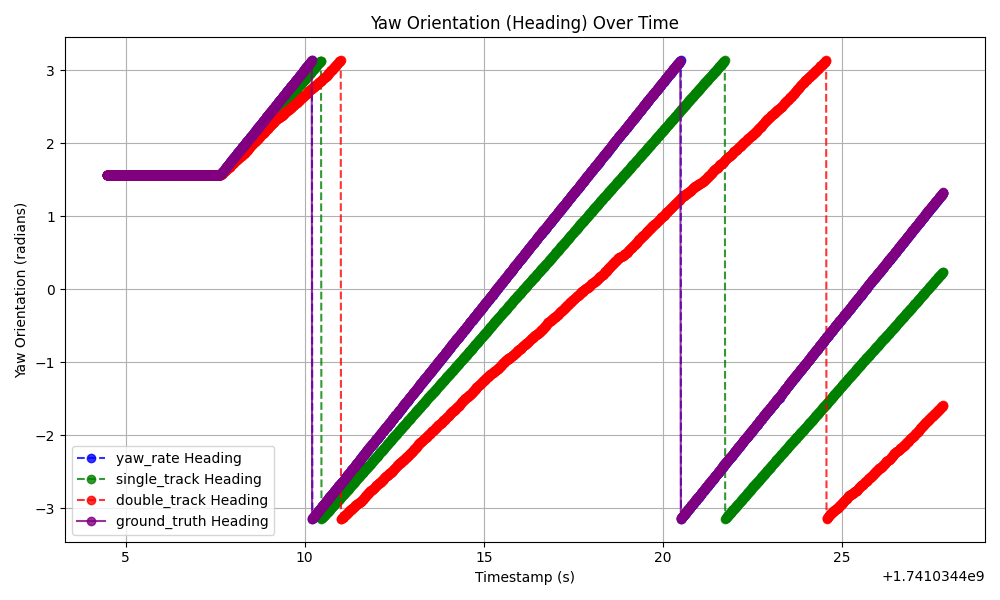 Yaw Orientation (Heading) Over Time
Yaw Orientation (radians)
3
2
1
0
−1
−2
−3
yaw_rate Heading
single_track Heading
double_track Heading
ground_truth Heading
5
10
15
20
25
Timestamp (s)
+1.7410344e9